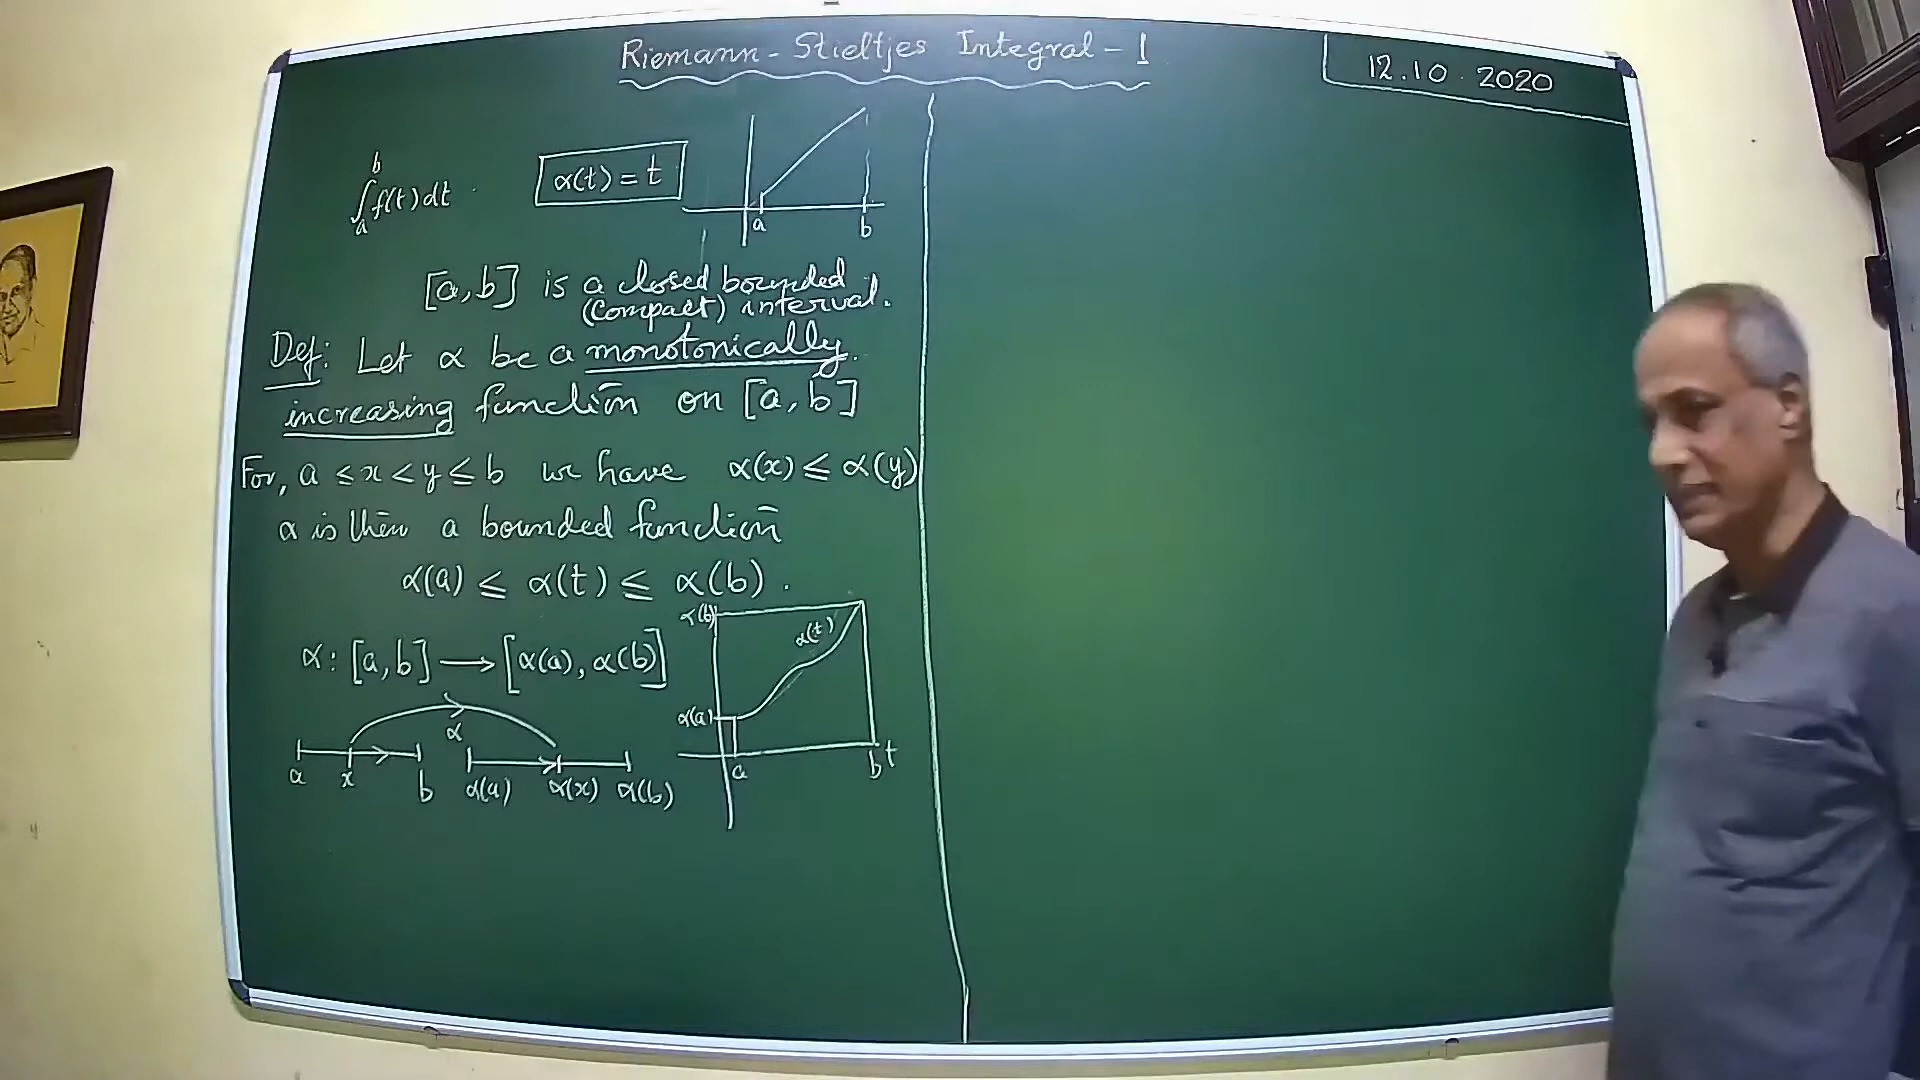 Riemann-Stieltjes Integral-1
12.10.2020
∫ₐᵇ f(t)dt
α(t) = t
a b
[a,b] is a closed bounded
(compact) interval.
Def: Let α be a monotonically
increasing function on [a,b]
For, a ≤ x < y ≤ b we have α(x) ≤ α(y)
α is then a bounded function
α(a) ≤ α(t) ≤ α(b).
α: [a,b] → [α(a), α(b)]
α
a x b α(a) α(x) α(b)
α(b)
α(t)
α(a)
a b t